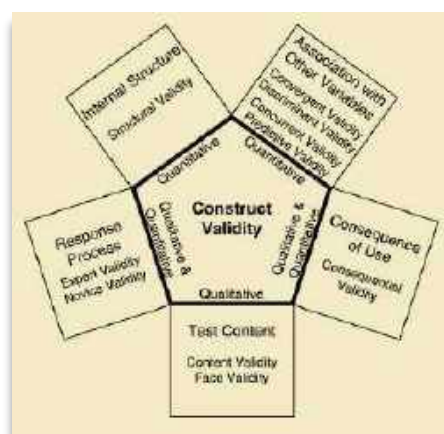 Internal Structure
Structural Validity
Association with
Other Variables
Convergent Validity
Discriminant Validity
Concurrent Validity
Predictive Validity
Quantitative
Quantitative
Response
Process
Expert Validity
Novice Validity
Qualitative &
Quantitative
Construct
Validity
Qualitative &
Quantitative
Consequence
of Use
Consequential
Validity
Qualitative
Test Content
Content Validity
Face Validity